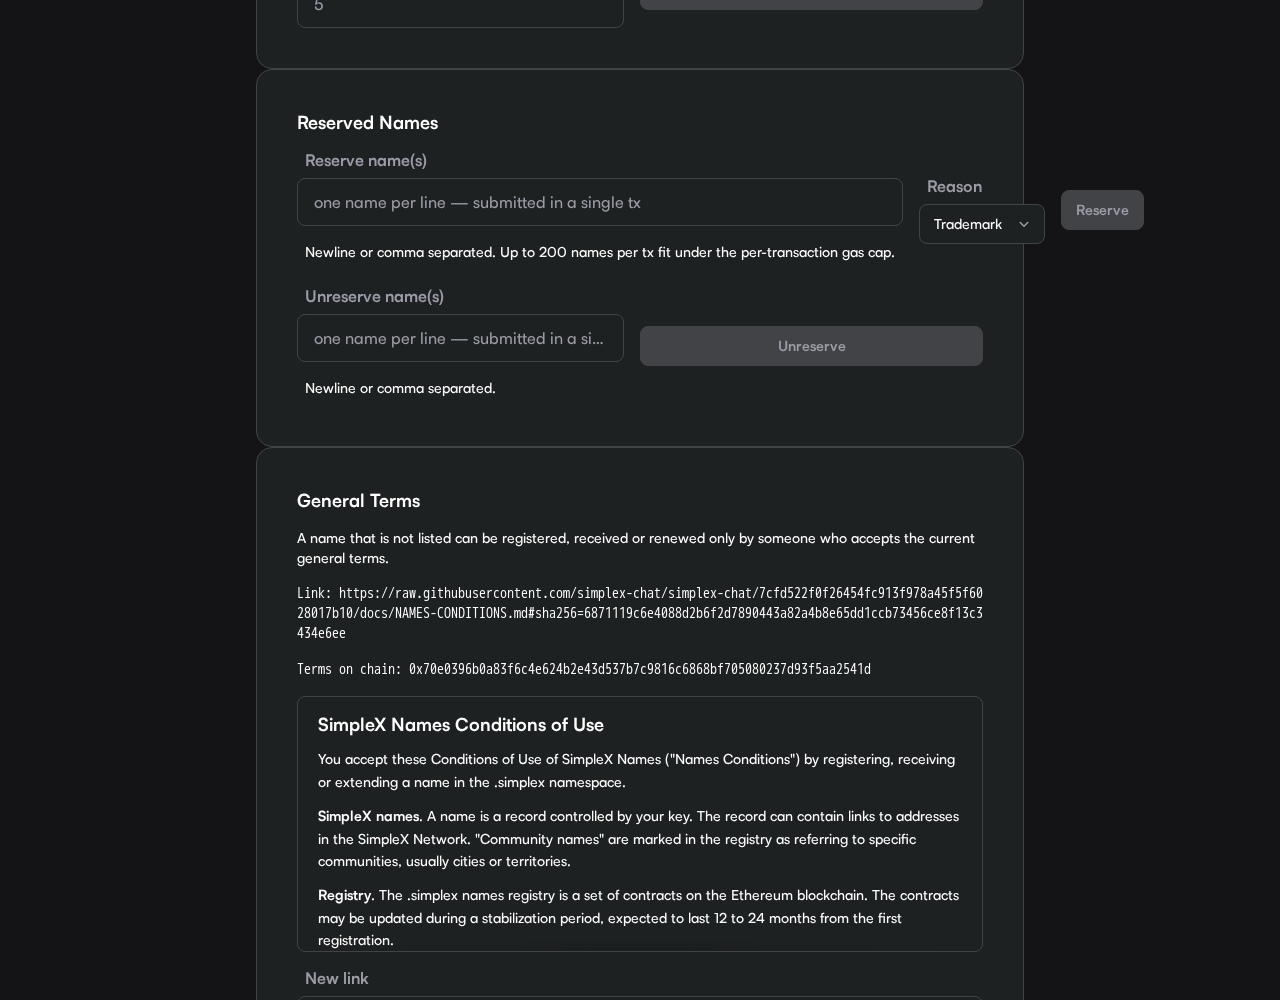 5
Reserved Names
Reserve name(s)
Reason
one name per line — submitted in a single tx
Trademark
Reserve
Newline or comma separated. Up to 200 names per tx fit under the per-transaction gas cap.
Unreserve name(s)
one name per line — submitted in a si...
Unreserve
Newline or comma separated.
General Terms
A name that is not listed can be registered, received or renewed only by someone who accepts the current
general terms.
Link: https://raw.githubusercontent.com/simplex-chat/simplex-chat/7cfd522f0f26454fc913f978a45f5f60
28017b10/docs/NAMES-CONDITIONS.md#sha256=6871119c6e4088d2b6f2d7890443a82a4b8e65dd1ccb73456ce8f13c3
434e6ee
Terms on chain: 0x70e0396b0a83f6c4e624b2e43d537b7c9816c6868bf705080237d93f5aa2541d
SimpleX Names Conditions of Use
You accept these Conditions of Use of SimpleX Names ("Names Conditions") by registering, receiving
or extending a name in the .simplex namespace.
SimpleX names. A name is a record controlled by your key. The record can contain links to addresses
in the SimpleX Network. "Community names" are marked in the registry as referring to specific
communities, usually cities or territories.
Registry. The .simplex names registry is a set of contracts on the Ethereum blockchain. The contracts
may be updated during a stabilization period, expected to last 12 to 24 months from the first
registration.
New link